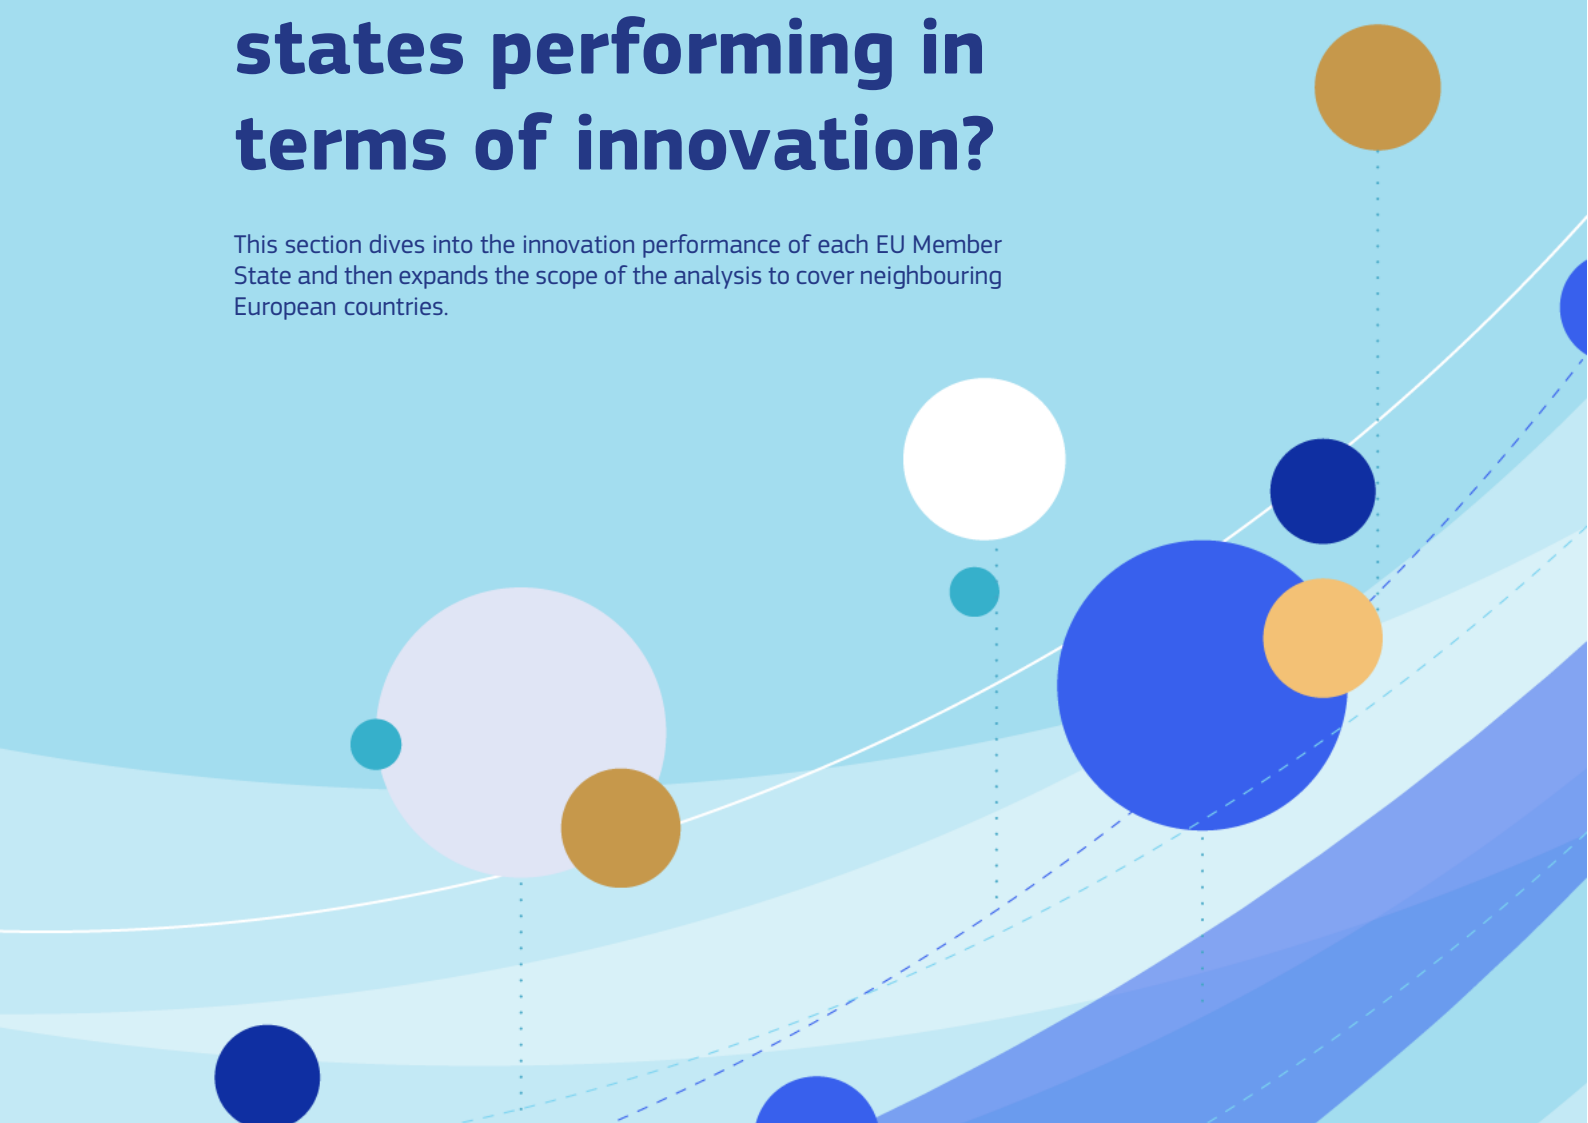 states performing in
terms of innovation?
This section dives into the innovation performance of each EU Member
State and then expands the scope of the analysis to cover neighbouring
European countries.